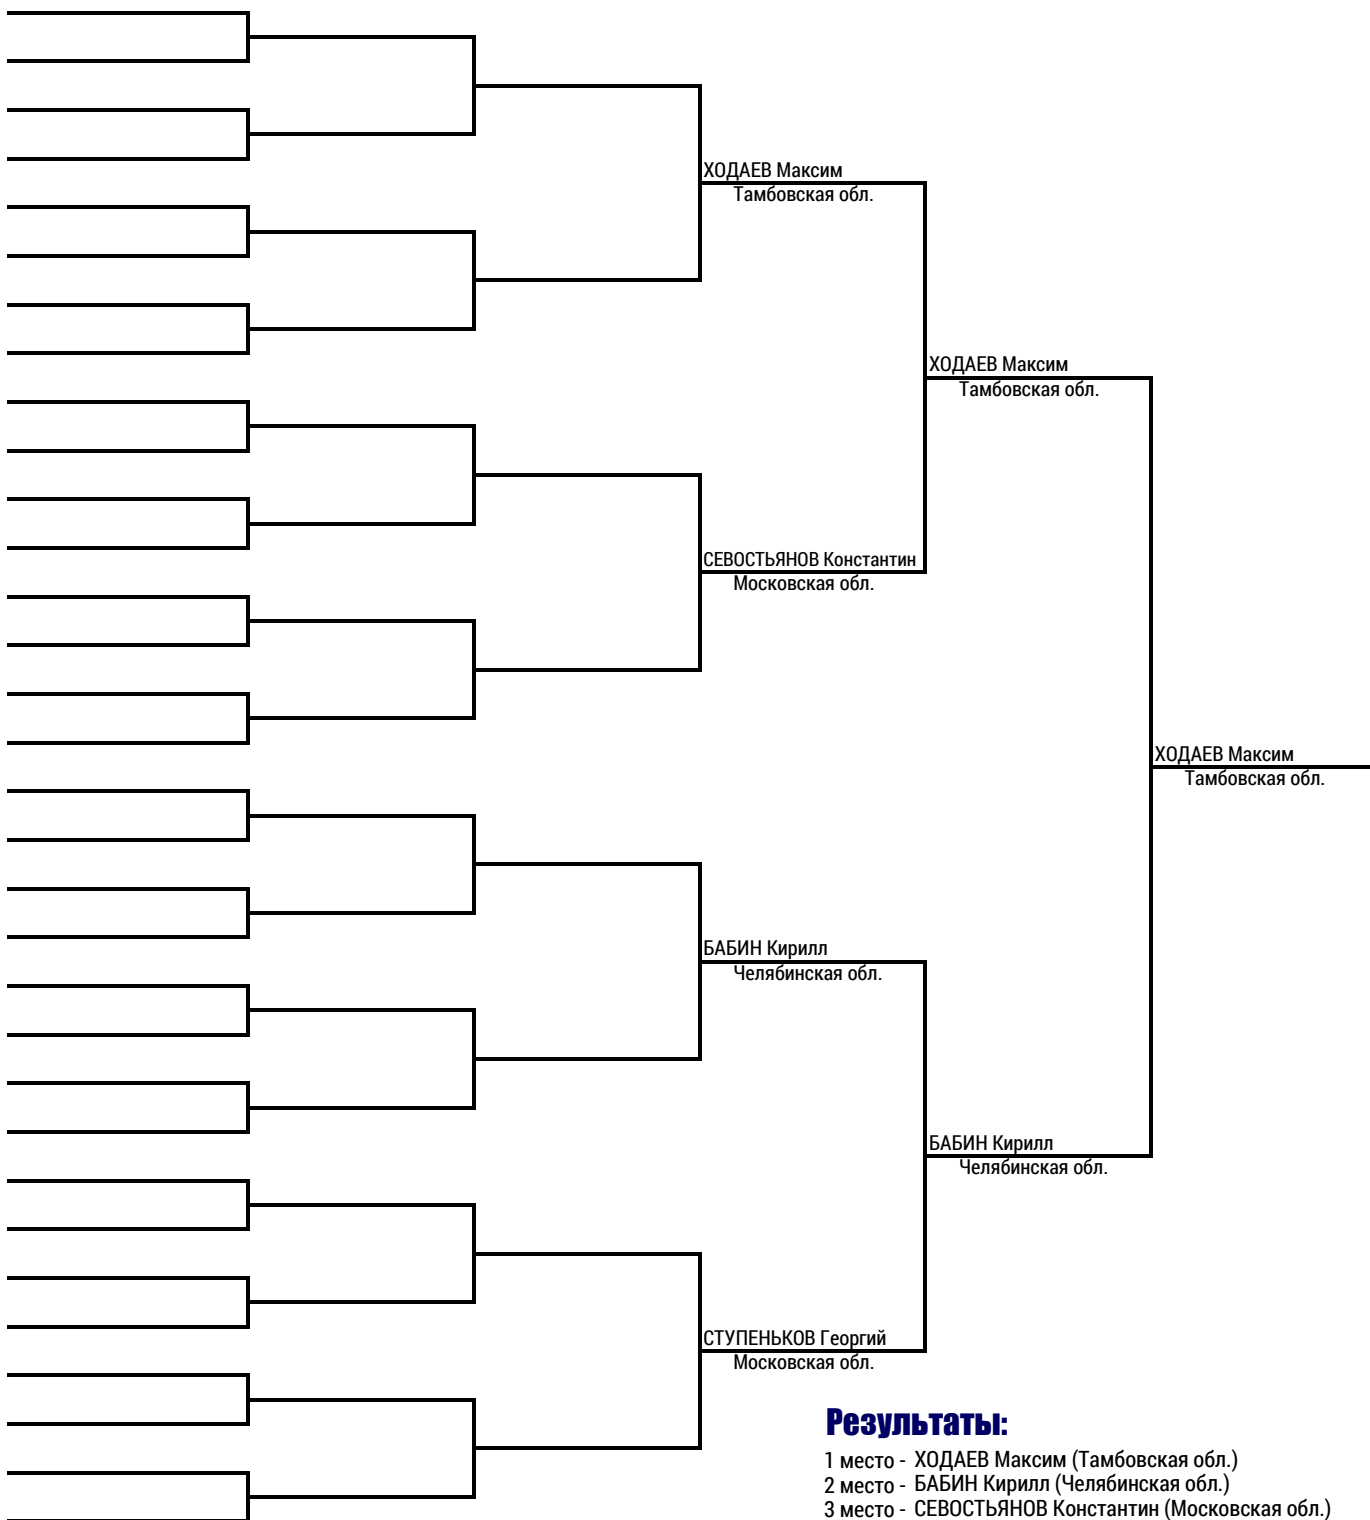 ХОДАЕВ Максим
Тамбовская обл.
ХОДАЕВ Максим
Тамбовская обл.
СЕВОСТЬЯНОВ Константин
Московская обл.
ХОДАЕВ Максим
Тамбовская обл.
БАБИН Кирилл
Челябинская обл.
БАБИН Кирилл
Челябинская обл.
СТУПЕНЬКОВ Георгий
Московская обл.
Результаты:
1 место - ХОДАЕВ Максим (Тамбовская обл.)
2 место - БАБИН Кирилл (Челябинская обл.)
3 место - СЕВОСТЬЯНОВ Константин (Московская обл.)